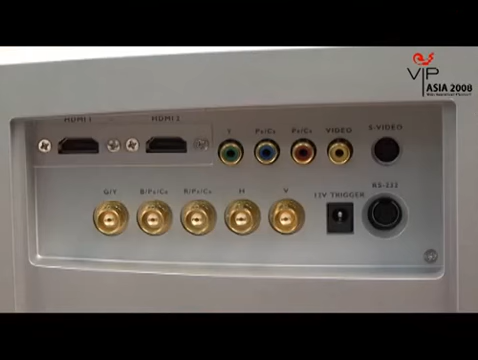 VIP
ASIA 2008
HDMI 1
HDMI 2
Y
PB/CB
PR/CR
VIDEO
S-VIDEO
G/Y
B/PB/CB
R/PR/CR
H
V
12V TRIGGER
RS-232